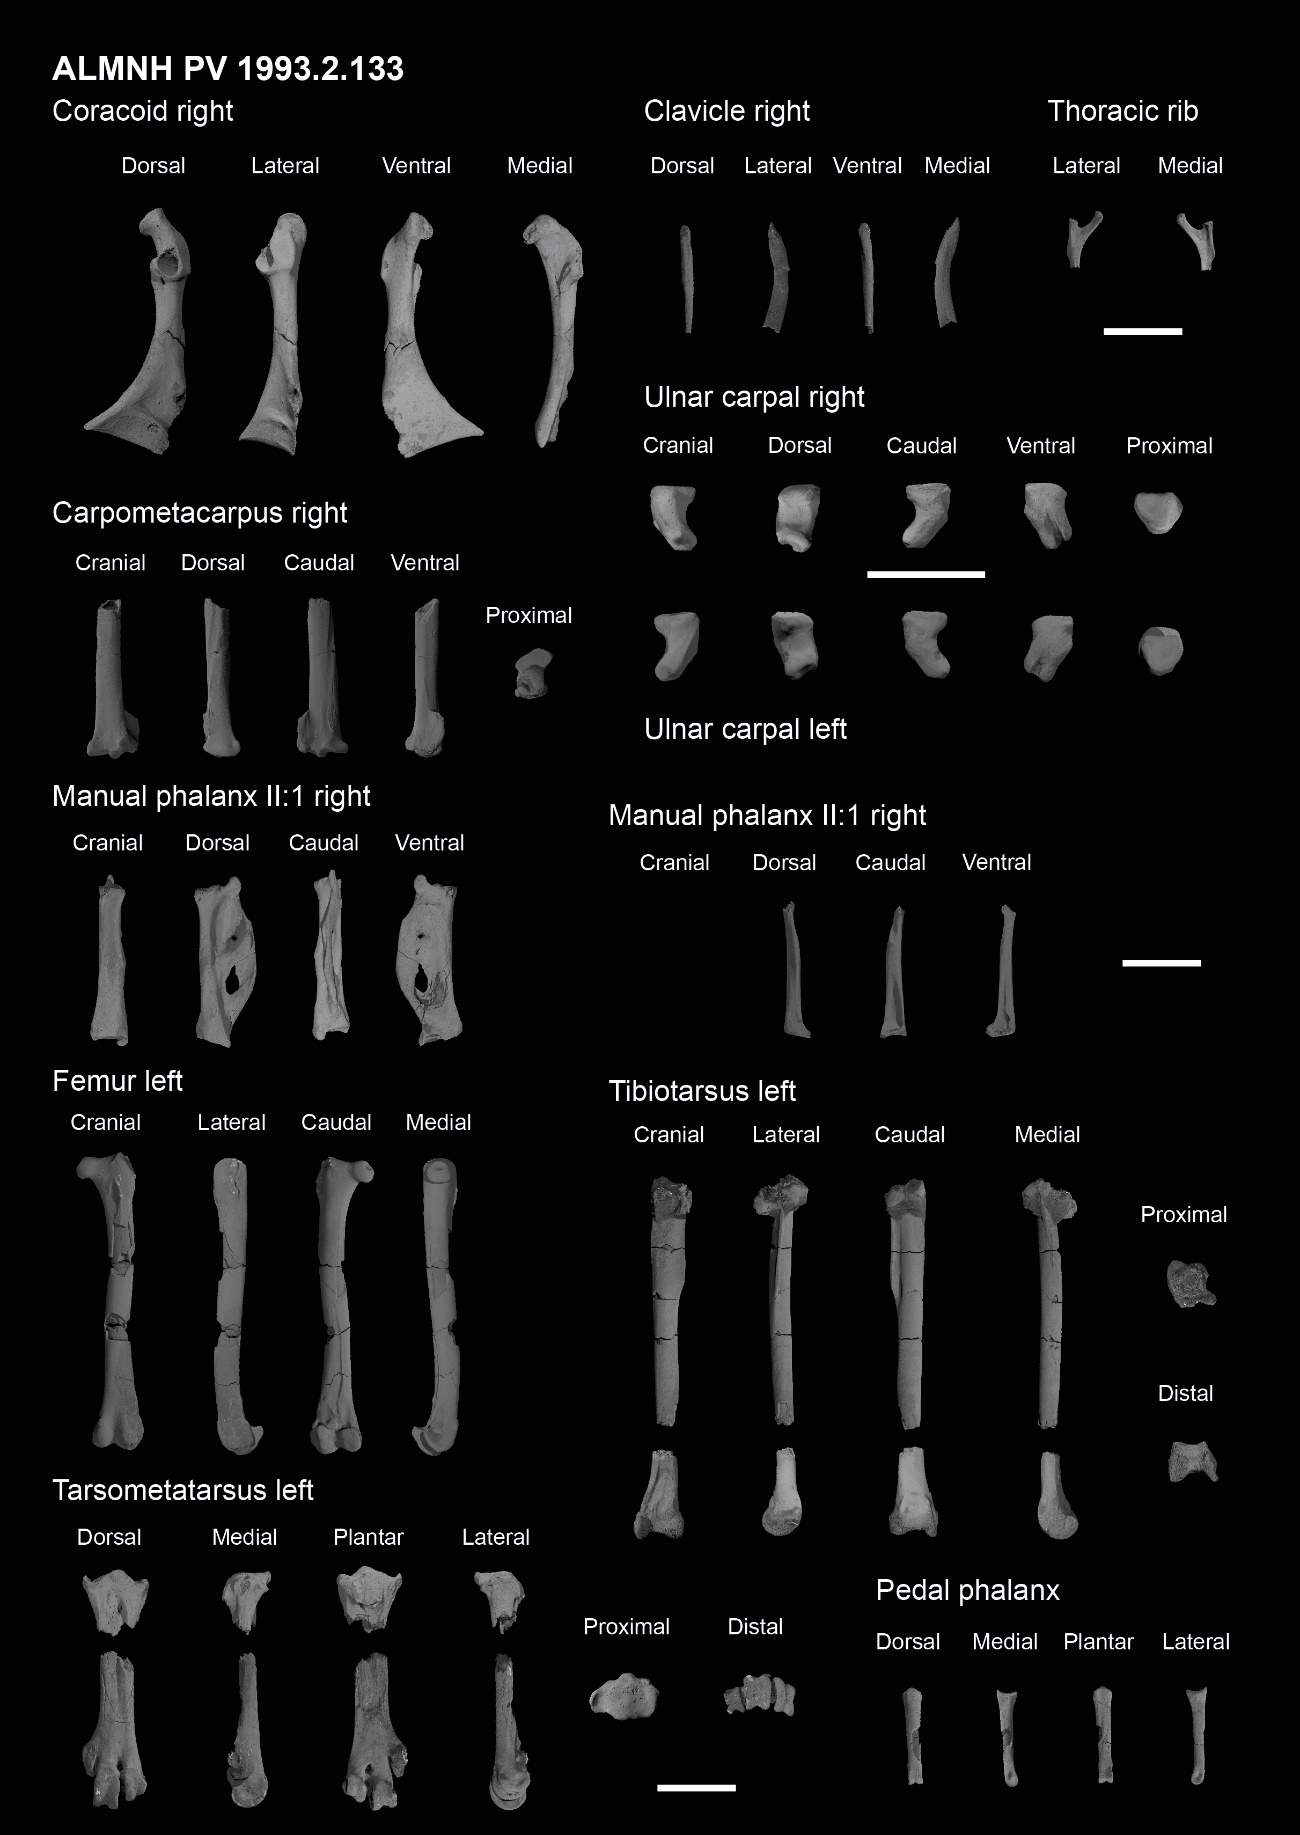 ALMNH PV 1993.2.133
Coracoid right
Dorsal Lateral Ventral Medial
Clavicle right
Dorsal Lateral Ventral Medial
Thoracic rib
Lateral Medial
Ulnar carpal right
Cranial Dorsal Caudal Ventral Proximal
Ulnar carpal left
Carpometacarpus right
Cranial Dorsal Caudal Ventral
Proximal
Manual phalanx II:1 right
Cranial Dorsal Caudal Ventral
Manual phalanx II:1 right
Cranial Dorsal Caudal Ventral
Femur left
Cranial Lateral Caudal Medial
Tibiotarsus left
Cranial Lateral Caudal Medial
Proximal
Distal
Tarsometatarsus left
Dorsal Medial Plantar Lateral
Proximal Distal
Pedal phalanx
Dorsal Medial Plantar Lateral